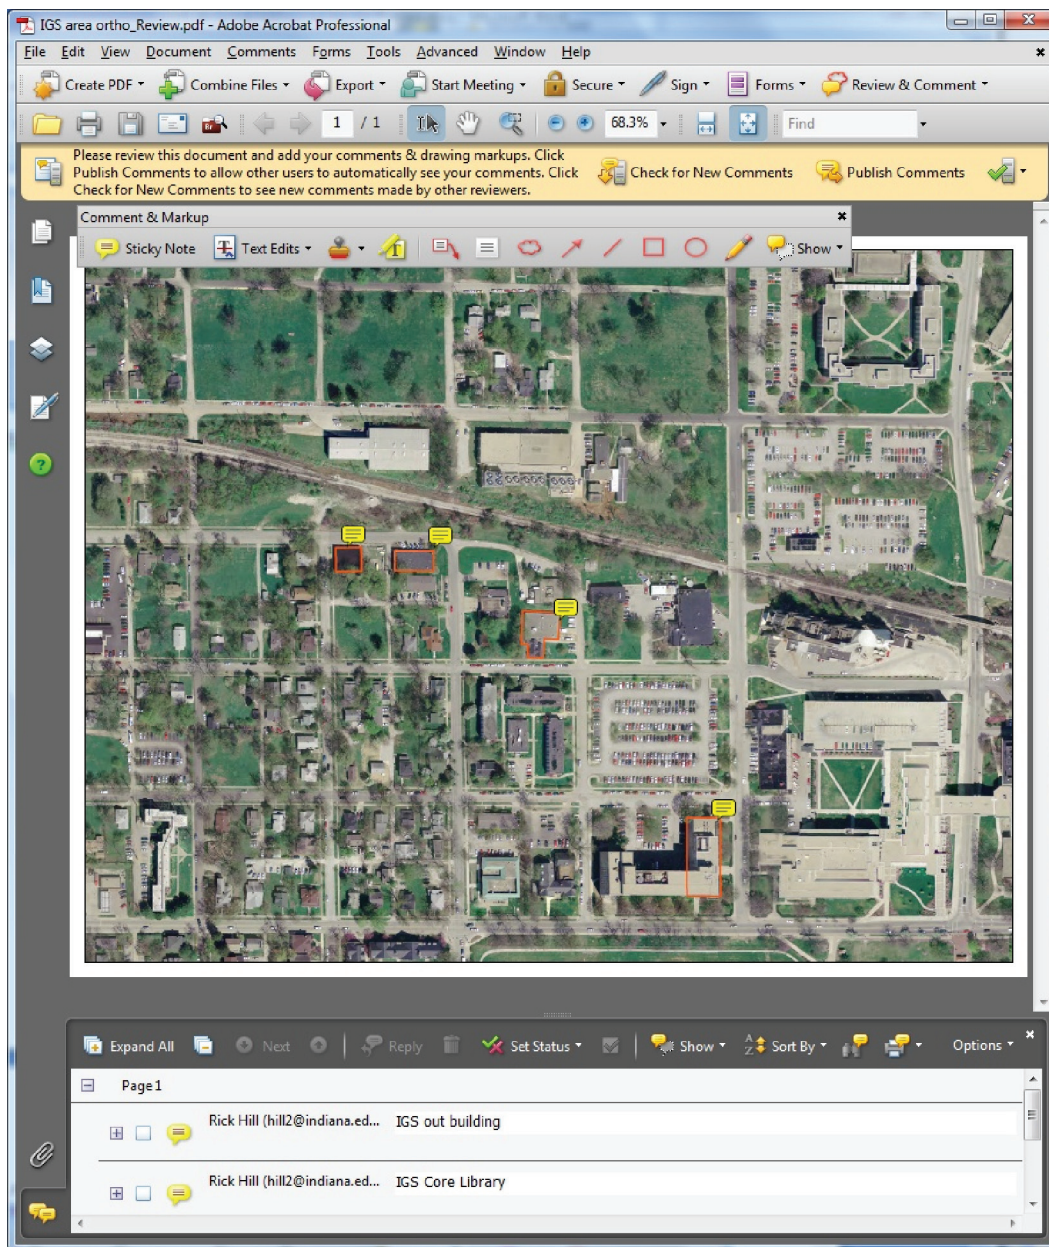 IGS area ortho_Review.pdf - Adobe Acrobat Professional
File Edit View Document Comments Forms Tools Advanced Window Help
Create PDF Combine Files Export Start Meeting Secure Sign Forms Review & Comment
1 / 1 68.3% Find
Please review this document and add your comments & drawing markups. Click
Publish Comments to allow other users to automatically see your comments. Click
Check for New Comments to see new comments made by other reviewers.
Check for New Comments Publish Comments
Comment & Markup
Sticky Note Text Edits Show
Expand All Next Reply Set Status Show Sort By Options
Page 1
Rick Hill (hill2@indiana.ed... IGS out building
Rick Hill (hill2@indiana.ed... IGS Core Library